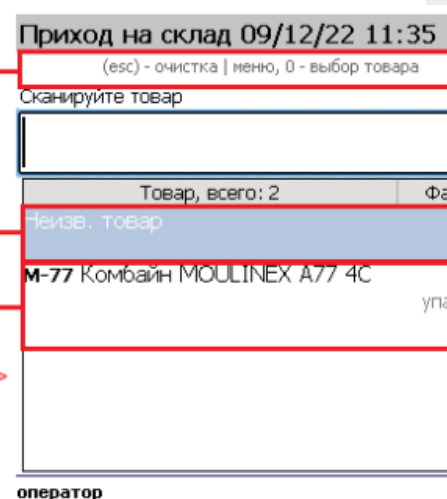 Приход на склад 09/12/22 11:35
(esc) - очистка | меню, 0 - выбор товара
Сканируйте товар
Товар, всего: 2
Неизв. товар
М-77 Комбайн MOULINEX A77 4C
оператор